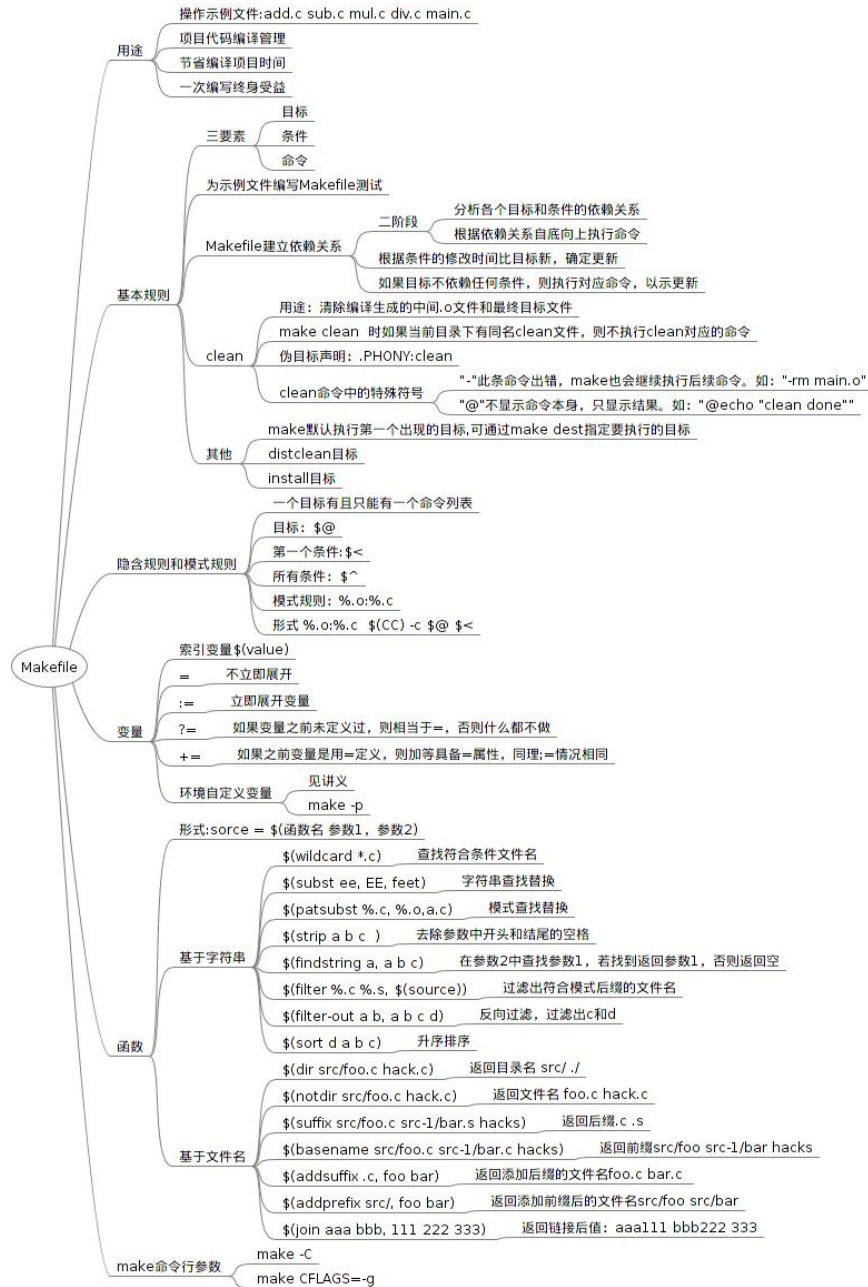 操作示例文件:add.c sub.c mul.c div.c main.c
用途
项目代码编译管理
节省编译项目时间
一次编写终身受益
三要素
目标
条件
命令
为示例文件编写Makefile测试
Makefile建立依赖关系
二阶段
分析各个目标和条件的依赖关系
根据依赖关系自底向上执行命令
根据条件的修改时间比目标新，确定更新
如果目标不依赖任何条件，则执行对应命令，以示更新
基本规则
clean
用途：清除编译生成的中间.o文件和最终目标文件
make clean 时如果当前目录下有同名clean文件，则不执行clean对应的命令
伪目标声明：.PHONY:clean
clean命令中的特殊符号
"-"此条命令出错，make也会继续执行后续命令。如："-rm main.o"
"@"不显示命令本身，只显示结果。如："@echo "clean done""
其他
make默认执行第一个出现的目标,可通过make dest指定要执行的目标
distclean目标
install目标
隐含规则和模式规则
一个目标有且只能有一个命令列表
目标：$@
第一个条件:$<
所有条件：$^
模式规则：%.o:%.c
形式 %.o:%.c $(CC) -c $@ $<
Makefile
变量
索引变量$(value)
= 不立即展开
:= 立即展开变量
?= 如果变量之前未定义过，则相当于=，否则什么都不做
+= 如果之前变量是用=定义，则加等具备=属性，同理;=情况相同
环境自定义变量
见讲义
make -p
函数
形式:sorce = $(函数名 参数1，参数2)
基于字符串
$(wildcard *.c) 查找符合条件文件名
$(subst ee, EE, feet) 字符串查找替换
$(patsubst %.c, %.o,a.c) 模式查找替换
$(strip a b c ) 去除参数中开头和结尾的空格
$(findstring a, a b c) 在参数2中查找参数1，若找到返回参数1，否则返回空
$(filter %.c %.s, $(source)) 过滤出符合模式后缀的文件名
$(filter-out a b, a b c d) 反向过滤，过滤出c和d
$(sort d a b c) 升序排序
基于文件名
$(dir src/foo.c hack.c) 返回目录名 src/ ./
$(notdir src/foo.c hack.c) 返回文件名 foo.c hack.c
$(suffix src/foo.c src-1/bar.s hacks) 返回后缀.c .s
$(basename src/foo.c src-1/bar.c hacks) 返回前缀src/foo src-1/bar hacks
$(addsuffix .c, foo bar) 返回添加后缀的文件名foo.c bar.c
$(addprefix src/, foo bar) 返回添加前缀后的文件名src/foo src/bar
$(join aaa bbb, 111 222 333) 返回链接后值：aaa111 bbb222 333
make命令行参数
make -C
make CFLAGS=-g